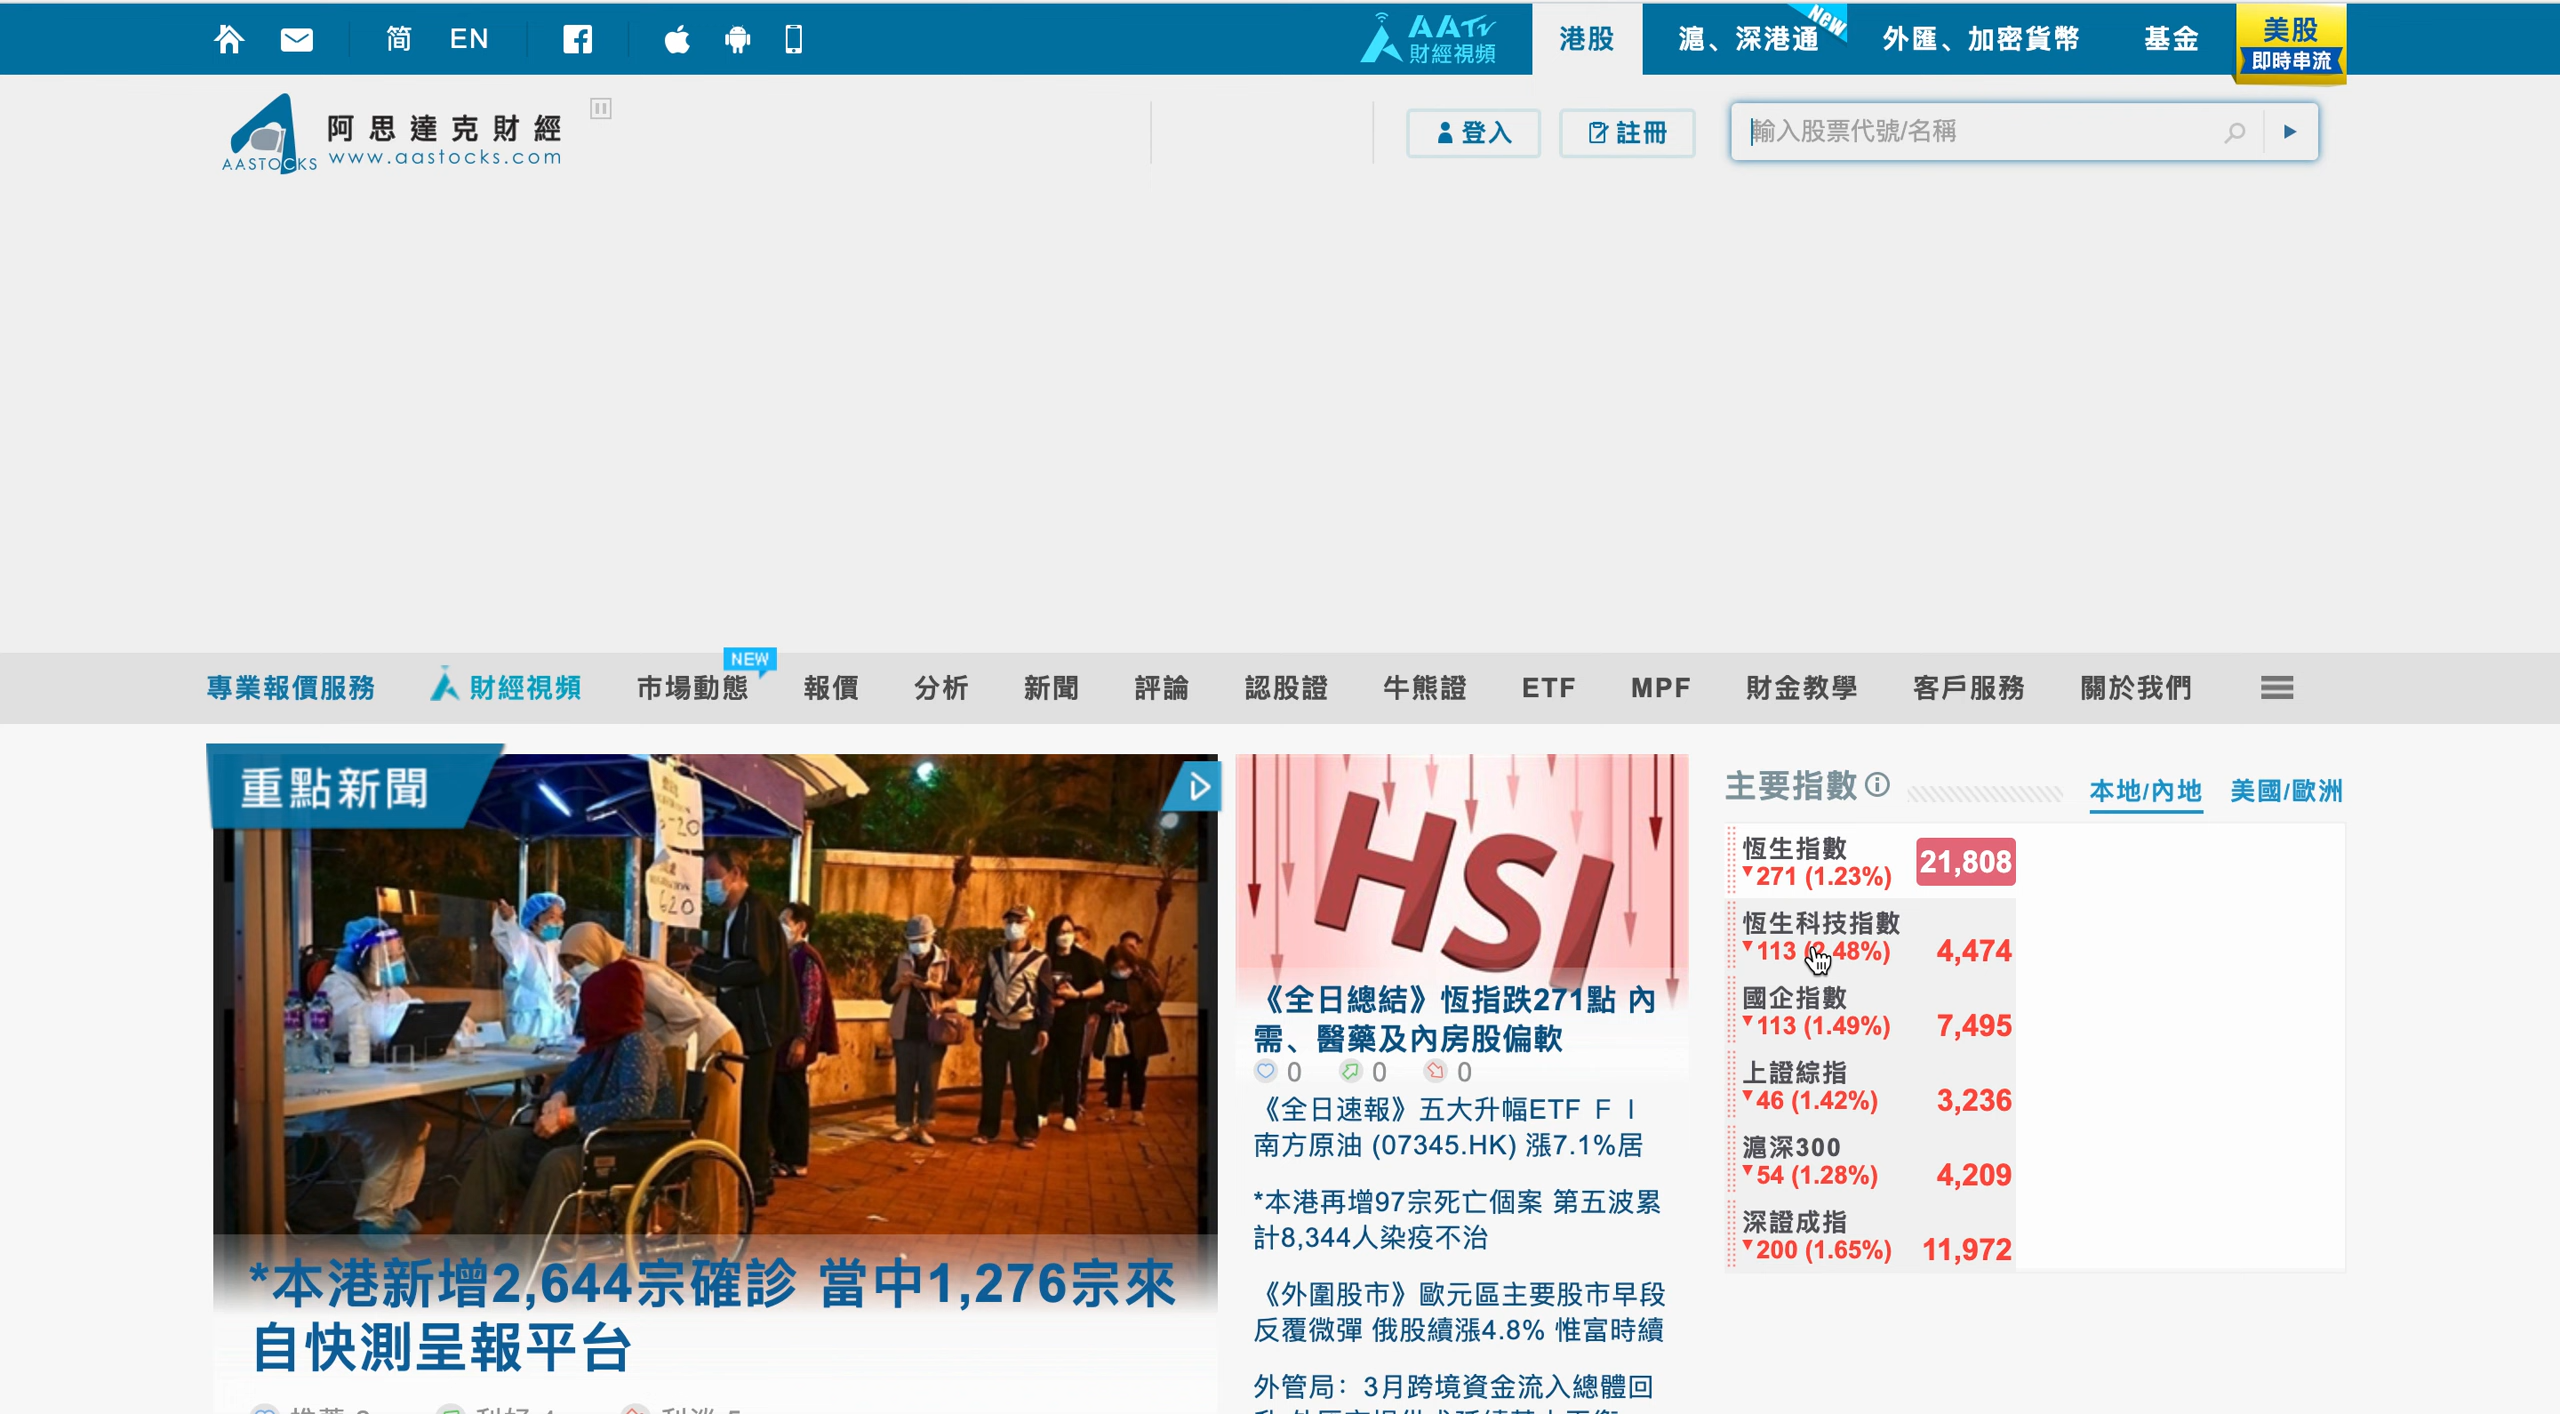 简 EN
AATV
財經視頻
港股
滬、深港通
New
外匯、加密貨幣
基金
美股
即時串流
AASTOCKS
阿思達克財經
www.aastocks.com
登入
註冊
輸入股票代號/名稱
專業報價服務
財經視頻
市場動態
NEW
報價
分析
新聞
評論
認股證
牛熊證
ETF
MPF
財金教學
客戶服務
關於我們
重點新聞
620
*本港新增2,644宗確診 當中1,276宗來
自快測呈報平台
HSI
《全日總結》恆指跌271點 內
需、醫藥及內房股偏軟
0 0 0
《全日速報》五大升幅ETF ＦＩ
南方原油 (07345.HK) 漲7.1%居
*本港再增97宗死亡個案 第五波累
計8,344人染疫不治
《外圍股市》歐元區主要股市早段
反覆微彈 俄股續漲4.8% 惟富時續
外管局：3月跨境資金流入總體回
主要指數
本地/內地
美國/歐洲
恆生指數
▼271 (1.23%) 21,808
恆生科技指數
▼113 (2.48%) 4,474
國企指數
▼113 (1.49%) 7,495
上證綜指
▼46 (1.42%) 3,236
滬深300
▼54 (1.28%) 4,209
深證成指
▼200 (1.65%) 11,972